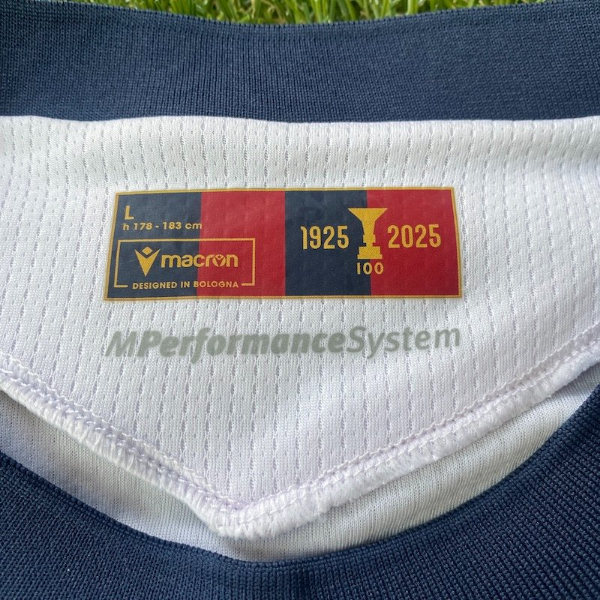 L
h 178 - 183 cm
macron
DESIGNED IN BOLOGNA
1925 2025
100
MPerformanceSystem